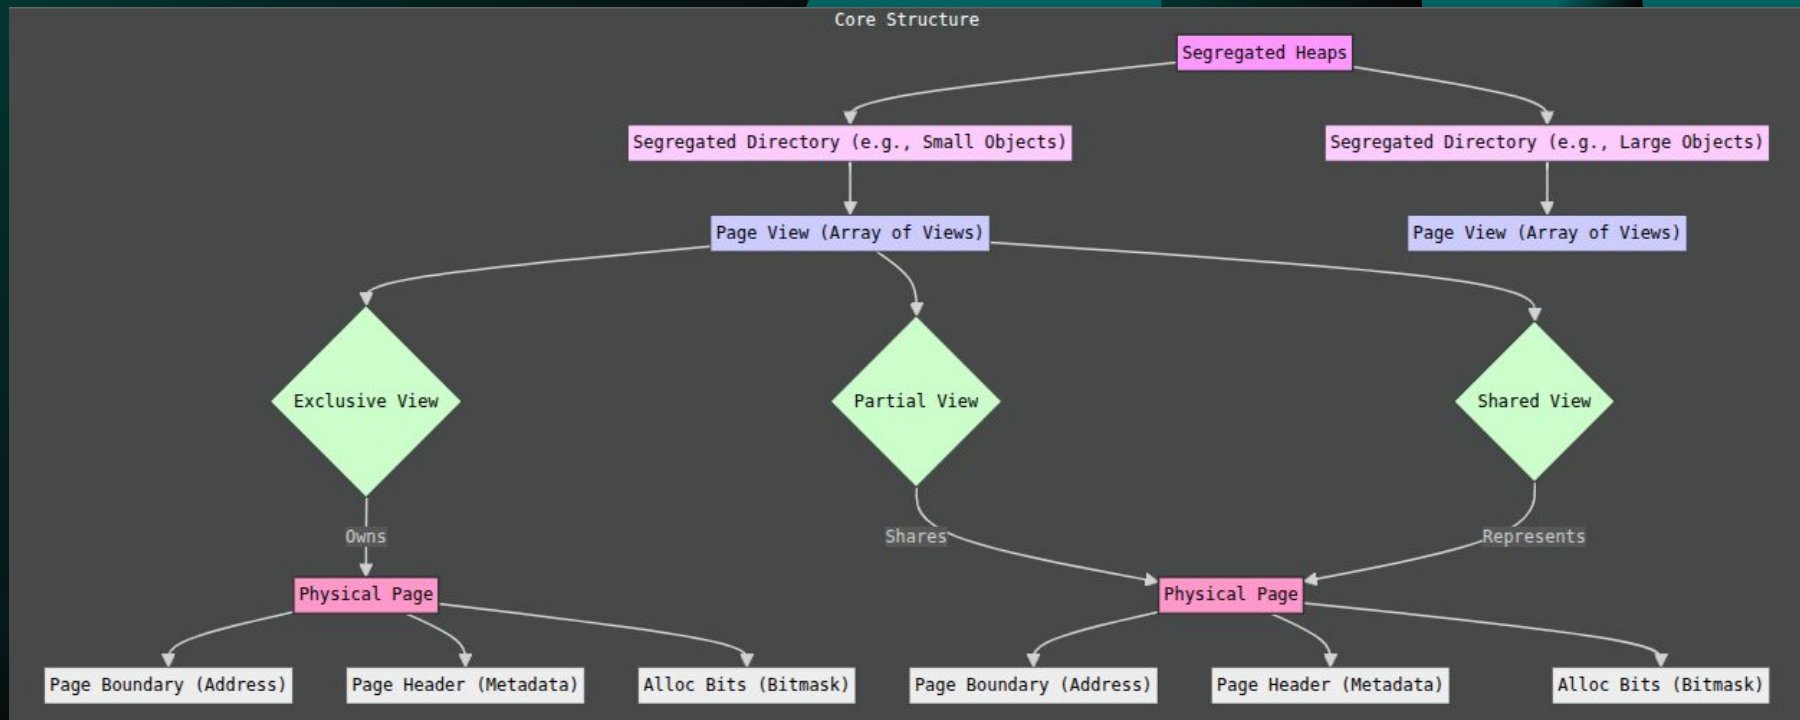 Core Structure
Segregated Heaps
Segregated Directory (e.g., Small Objects)
Segregated Directory (e.g., Large Objects)
Page View (Array of Views)
Page View (Array of Views)
Exclusive View
Partial View
Shared View
Owns
Shares
Represents
Physical Page
Physical Page
Page Boundary (Address)
Page Header (Metadata)
Alloc Bits (Bitmask)
Page Boundary (Address)
Page Header (Metadata)
Alloc Bits (Bitmask)